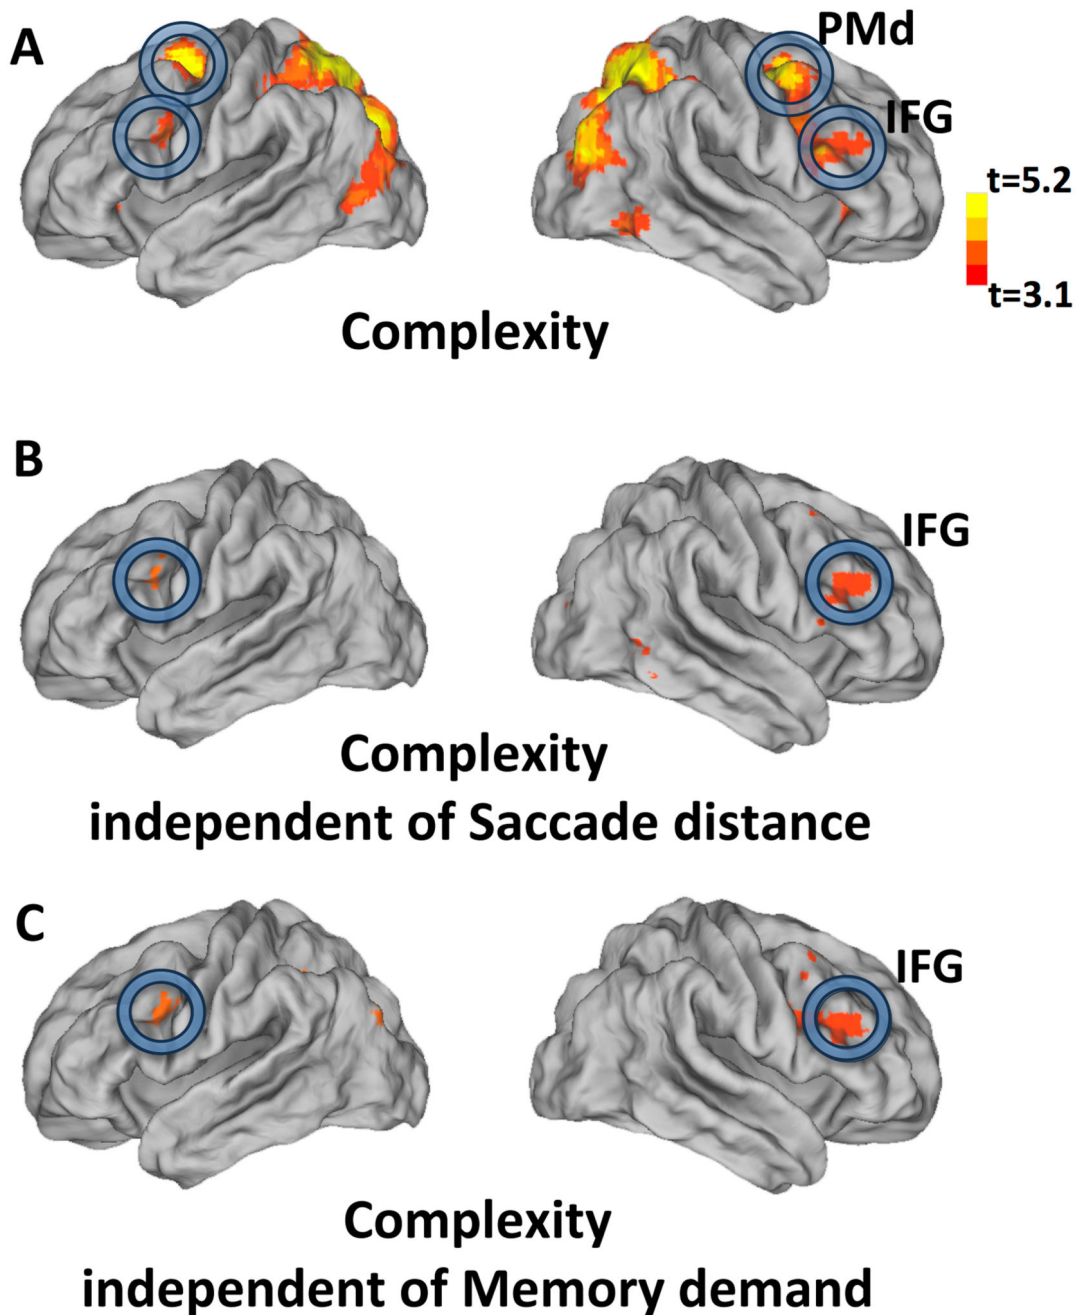 A
PMd
IFG
t=5.2
t=3.1
Complexity
B
IFG
Complexity
independent of Saccade distance
C
IFG
Complexity
independent of Memory demand